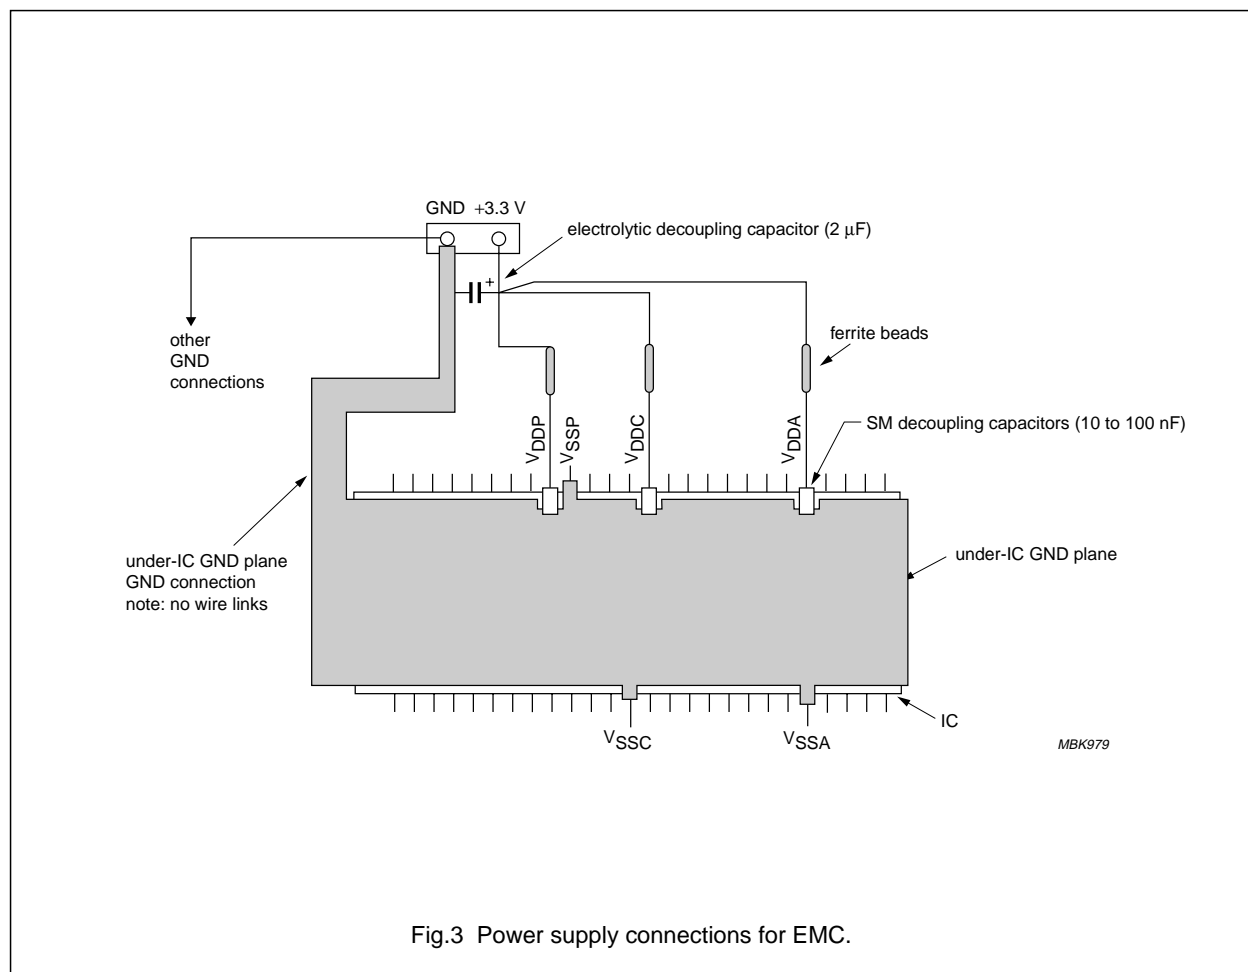 GND +3.3 V
electrolytic decoupling capacitor (2 μF)
+
other
GND
connections
ferrite beads
VDDP
VSSP
VDDC
VDDA
SM decoupling capacitors (10 to 100 nF)
under-IC GND plane
GND connection
note: no wire links
under-IC GND plane
IC
VSSC
VSSA
MBK979
Fig.3 Power supply connections for EMC.